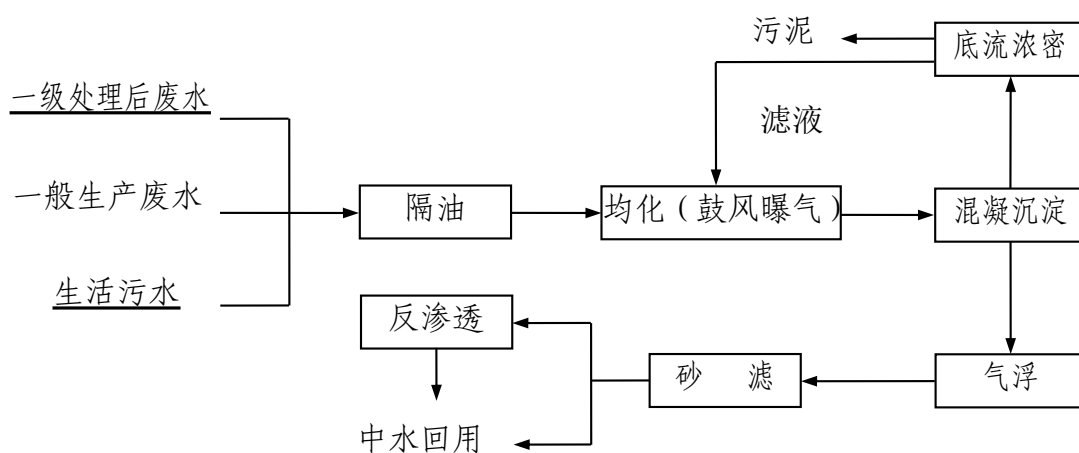 污泥
底流浓密
一级处理后废水
滤液
一般生产废水
隔油
均化（鼓风曝气）
混凝沉淀
生活污水
反渗透
砂 滤
气浮
中水回用